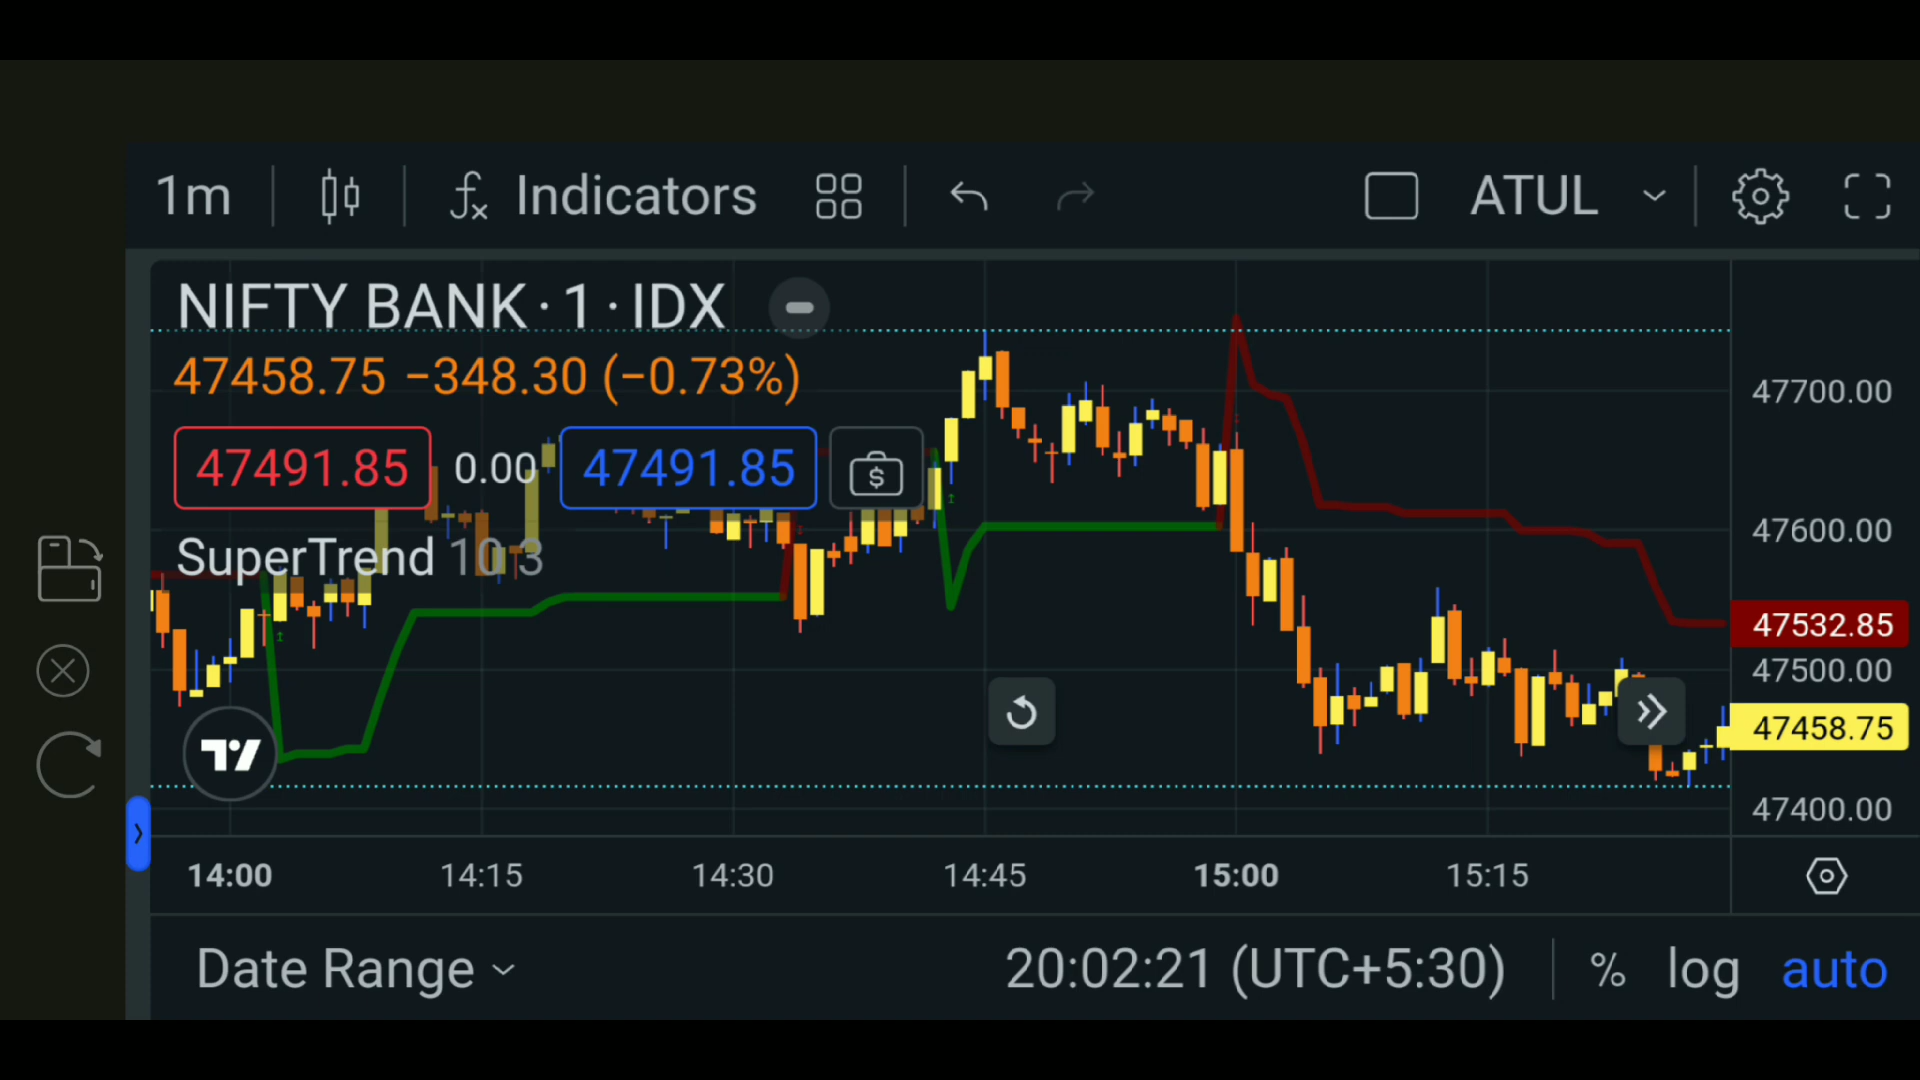 1m Indicators ATUL
NIFTY BANK · 1 · IDX
47458.75 −348.30 (−0.73%)
47491.85 0.00 47491.85
SuperTrend 10 3
47700.00
47600.00
47532.85
47500.00
47458.75
47400.00
14:00 14:15 14:30 14:45 15:00 15:15
Date Range 20:02:21 (UTC+5:30) % log auto